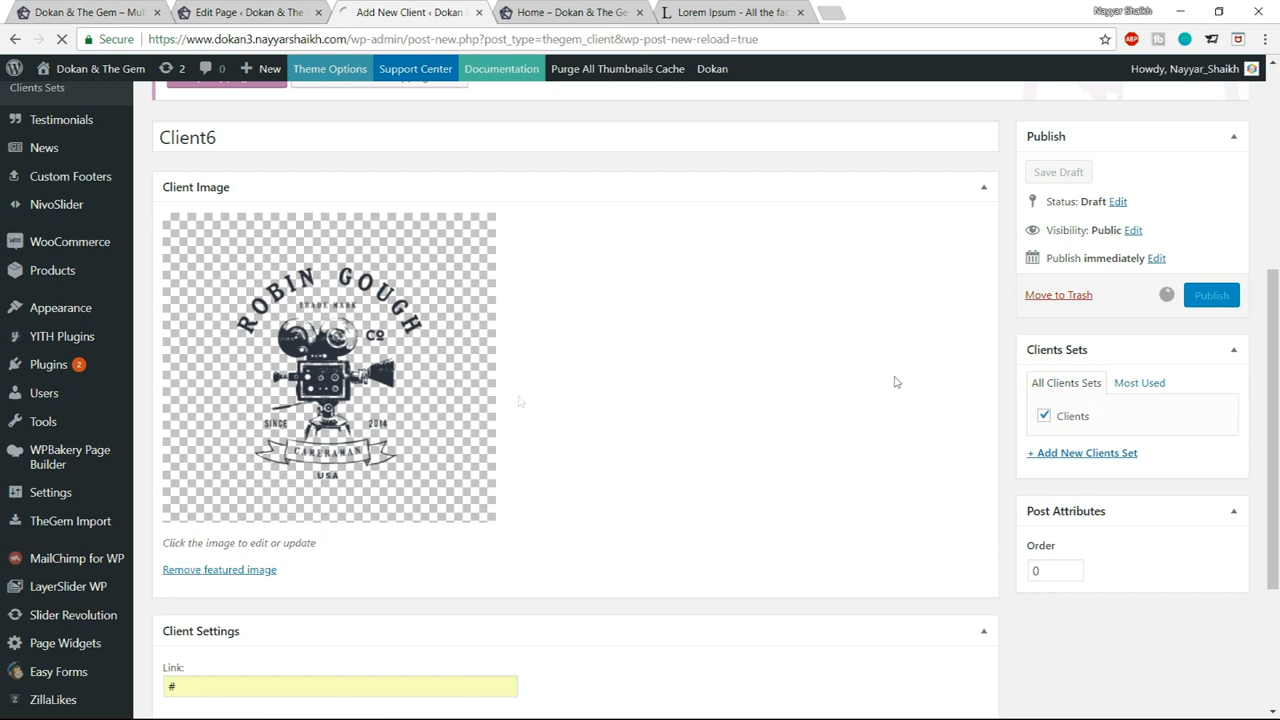 Dokan & The Gem – Mul
Edit Page ‹ Dokan & The
Add New Client ‹ Dokan
Home – Dokan & The Ge
Lorem Ipsum - All the fac
Nayyar Shaikh
Secure
https://www.dokan3.nayyarshaikh.com/wp-admin/post-new.php?post_type=thegem_client&wp-post-new-reload=true
ABP
Dokan & The Gem
2
0
New
Theme Options
Support Center
Documentation
Purge All Thumbnails Cache
Dokan
Howdy, Nayyar_Shaikh
Clients Sets
Testimonials
News
Custom Footers
NivoSlider
WooCommerce
Products
Appearance
YITH Plugins
Plugins 2
Users
Tools
WPBakery Page
Builder
Settings
TheGem Import
MailChimp for WP
LayerSlider WP
Slider Revolution
Page Widgets
Easy Forms
ZillaLikes
Client6
Client Image
ROBIN GOUGH
TRADE MARK
CO
SINCE 2014
CAMERAMAN
USA
Click the image to edit or update
Remove featured image
Client Settings
Link:
#
Publish
Save Draft
Status: Draft Edit
Visibility: Public Edit
Publish immediately Edit
Move to Trash
Publish
Clients Sets
All Clients Sets
Most Used
Clients
+ Add New Clients Set
Post Attributes
Order
0